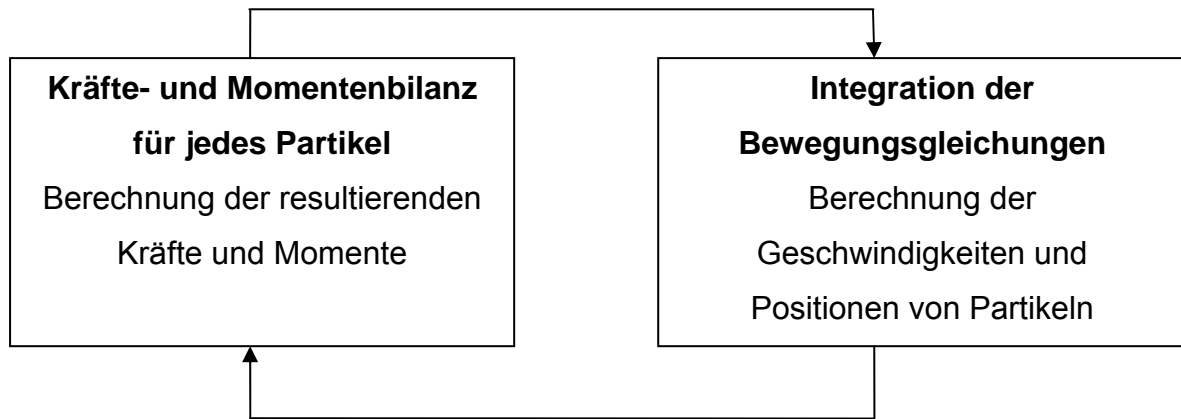 Kräfte- und Momentenbilanz
für jedes Partikel
Berechnung der resultierenden
Kräfte und Momente
Integration der
Bewegungsgleichungen
Berechnung der
Geschwindigkeiten und
Positionen von Partikeln